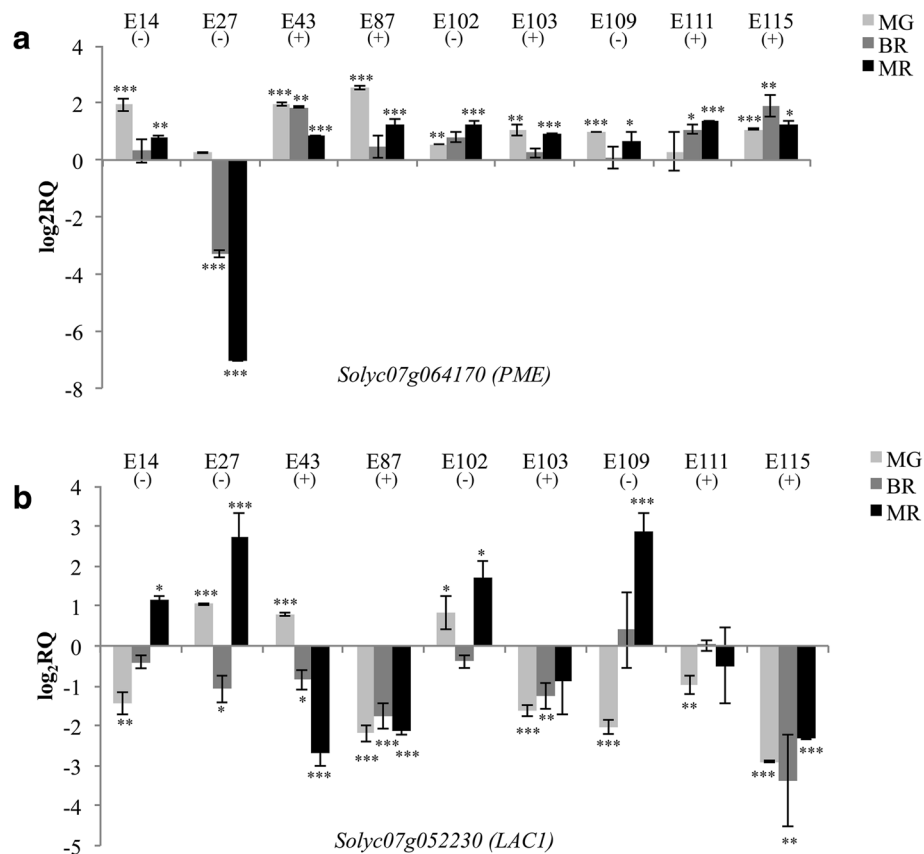 a
E14 E27 E43 E87 E102 E103 E109 E111 E115
(-) (-) (+) (+) (-) (+) (-) (+) (+)
MG
BR
MR
log2RQ
4
2
0
-2
-4
-6
-8
*** *** ** *** *** *** *** ** *** ** *** *** * * *** *** ** *
** *** ***
Solyc07g064170 (PME)
b
E14 E27 E43 E87 E102 E103 E109 E111 E115
(-) (-) (+) (+) (-) (+) (-) (+) (+)
MG
BR
MR
log₂RQ
4
3
2
1
0
-1
-2
-3
-4
-5
* *** *** *** * * ***
** * * *** *** *** *** *** ** *** ** *** ** ***
Solyc07g052230 (LAC1)